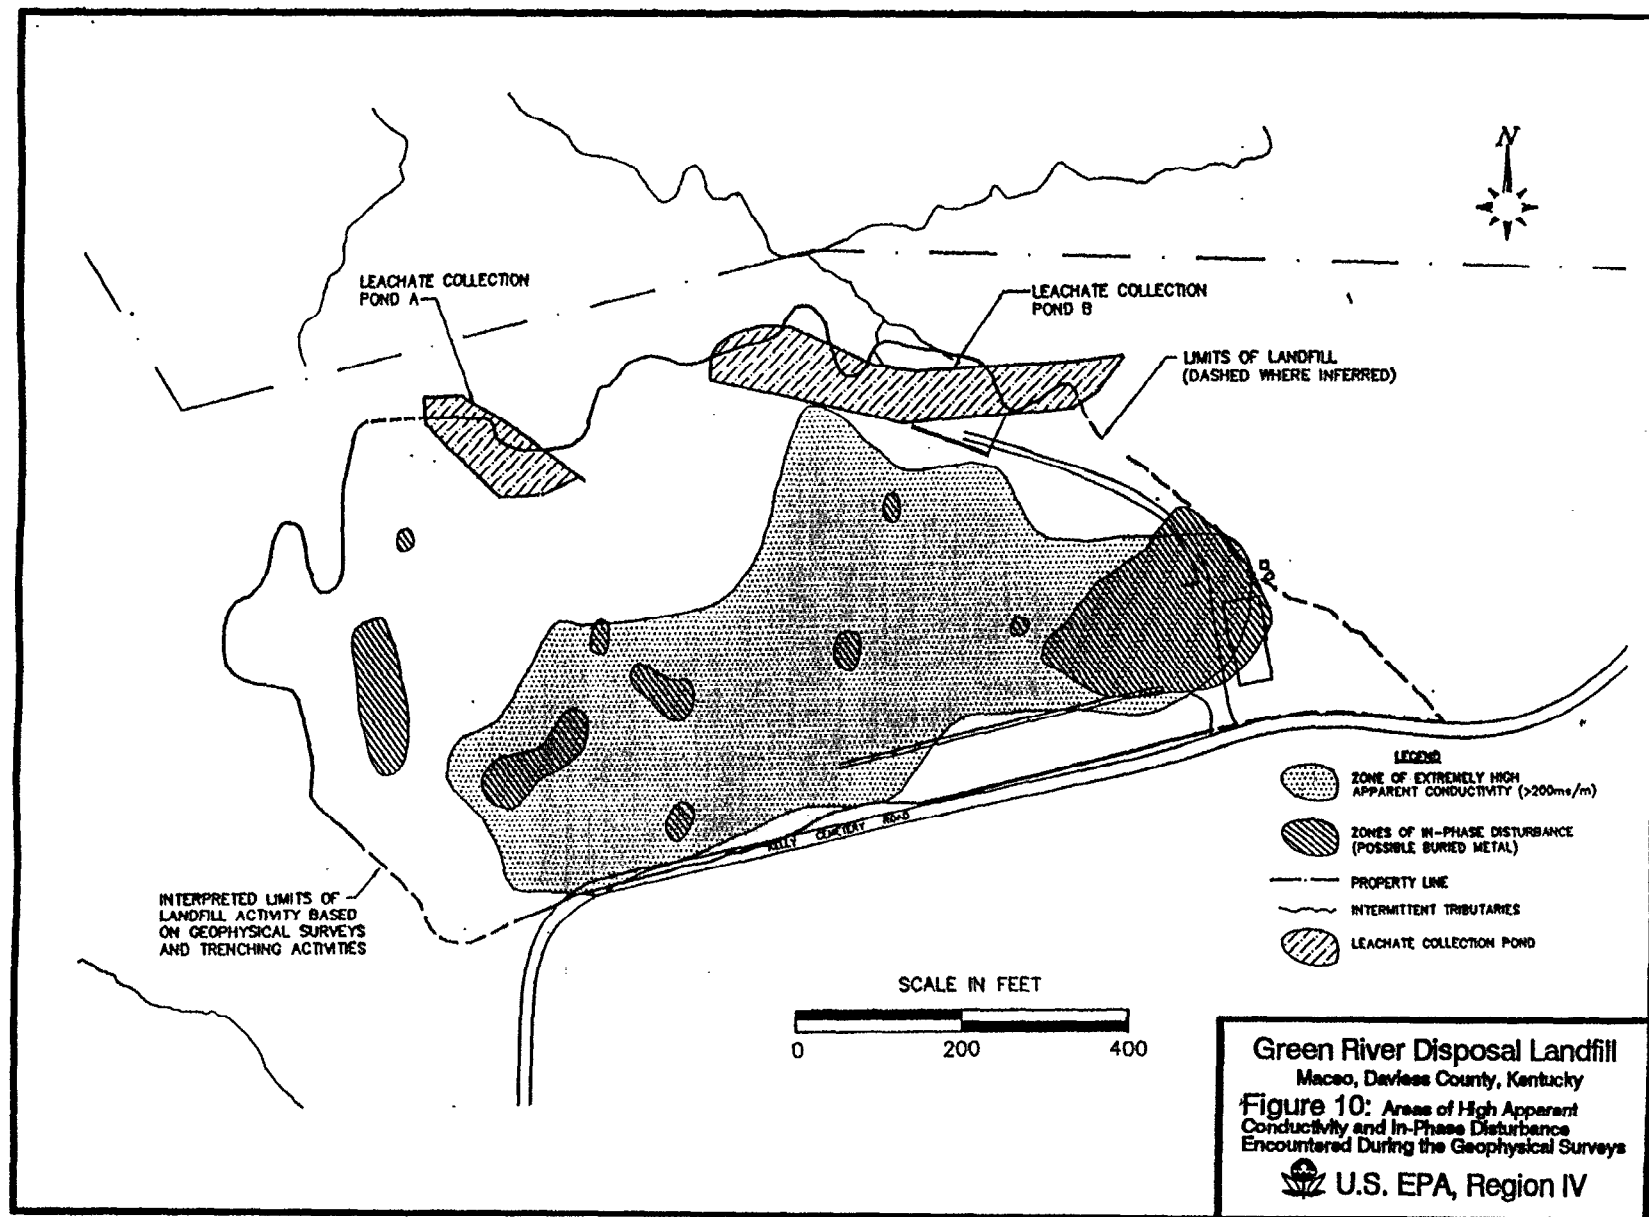 N
LEACHATE COLLECTION
POND A
LEACHATE COLLECTION
POND B
LIMITS OF LANDFILL
(DASHED WHERE INFERRED)
KELLY CEMETERY ROAD
INTERPRETED LIMITS OF
LANDFILL ACTIVITY BASED
ON GEOPHYSICAL SURVEYS
AND TRENCHING ACTIVITIES
LEGEND
ZONE OF EXTREMELY HIGH
APPARENT CONDUCTIVITY (>200ms/m)
ZONES OF IN-PHASE DISTURBANCE
(POSSIBLE BURIED METAL)
PROPERTY LINE
INTERMITTENT TRIBUTARIES
LEACHATE COLLECTION POND
SCALE IN FEET
0 200 400
Green River Disposal Landfill
Maceo, Daviess County, Kentucky
Figure 10: Areas of High Apparent
Conductivity and In-Phase Disturbance
Encountered During the Geophysical Surveys
U.S. EPA, Region IV